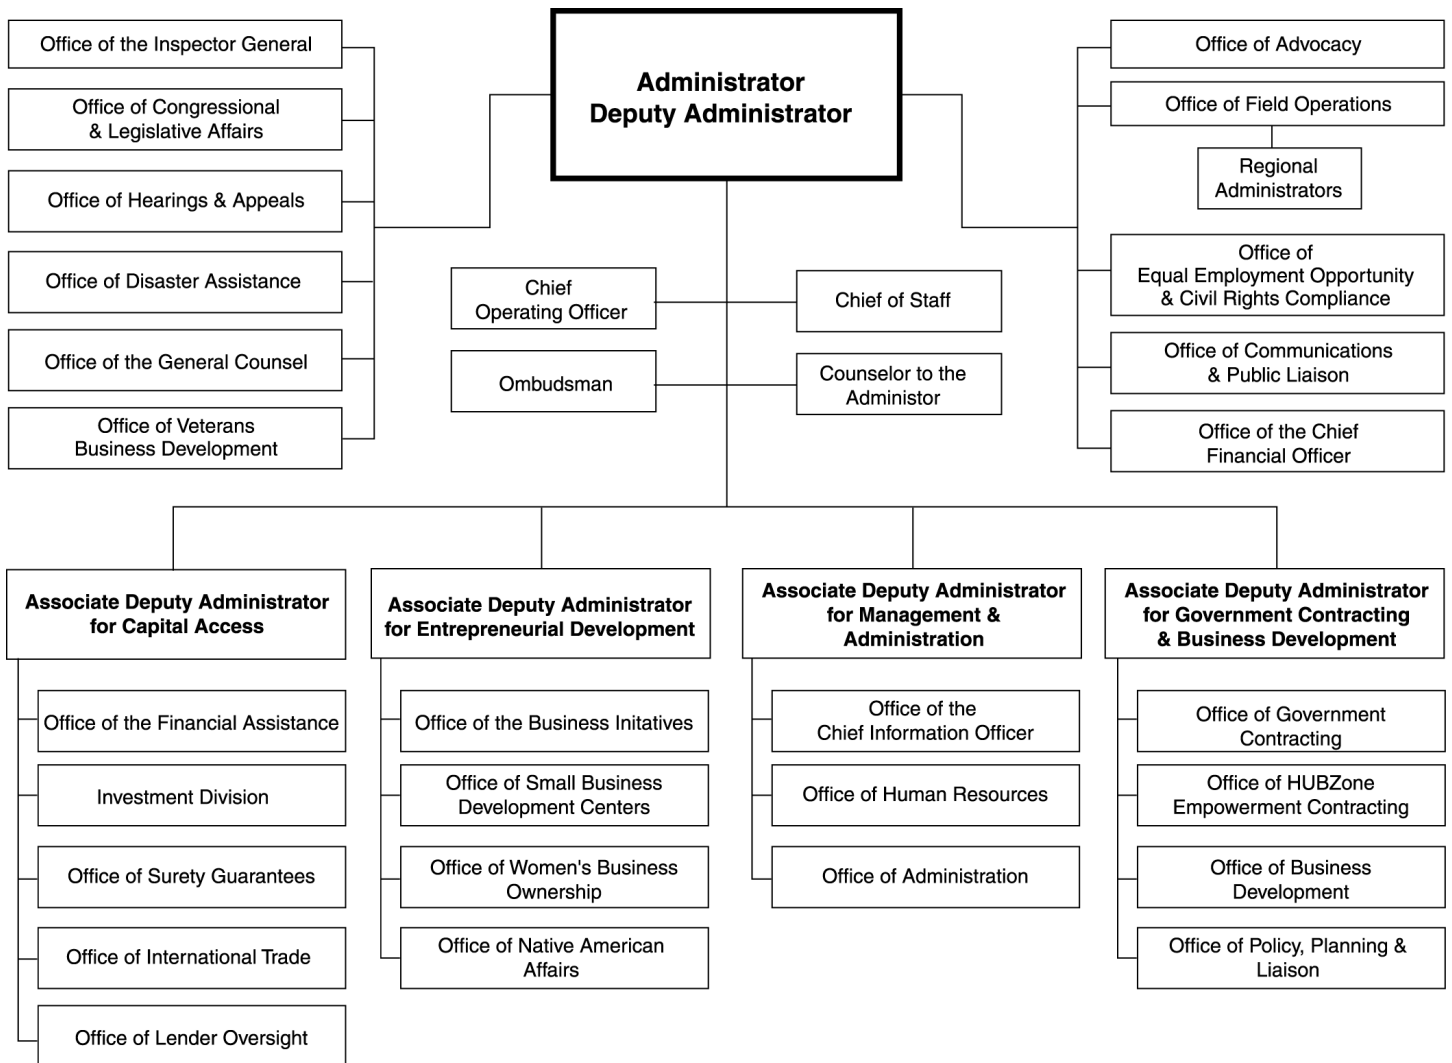 Administrator
Deputy Administrator
Office of the Inspector General
Office of Congressional
& Legislative Affairs
Office of Hearings & Appeals
Office of Disaster Assistance
Office of the General Counsel
Office of Veterans
Business Development
Office of Advocacy
Office of Field Operations
Regional
Administrators
Office of
Equal Employment Opportunity
& Civil Rights Compliance
Office of Communications
& Public Liaison
Office of the Chief
Financial Officer
Chief
Operating Officer
Chief of Staff
Ombudsman
Counselor to the
Administor
Associate Deputy Administrator
for Capital Access
Office of the Financial Assistance
Investment Division
Office of Surety Guarantees
Office of International Trade
Office of Lender Oversight
Associate Deputy Administrator
for Entrepreneurial Development
Office of the Business Initatives
Office of Small Business
Development Centers
Office of Women's Business
Ownership
Office of Native American
Affairs
Associate Deputy Administrator
for Management &
Administration
Office of the
Chief Information Officer
Office of Human Resources
Office of Administration
Associate Deputy Administrator
for Government Contracting
& Business Development
Office of Government
Contracting
Office of HUBZone
Empowerment Contracting
Office of Business
Development
Office of Policy, Planning &
Liaison